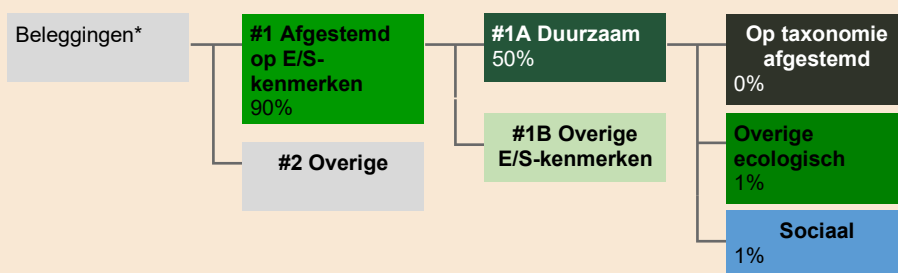 Beleggingen*
#1 Afgestemd
op E/S-
kenmerken
90%
#2 Overige
#1A Duurzaam
50%
#1B Overige
E/S-kenmerken
Op taxonomie
afgestemd
0%
Overige
ecologisch
1%
Sociaal
1%